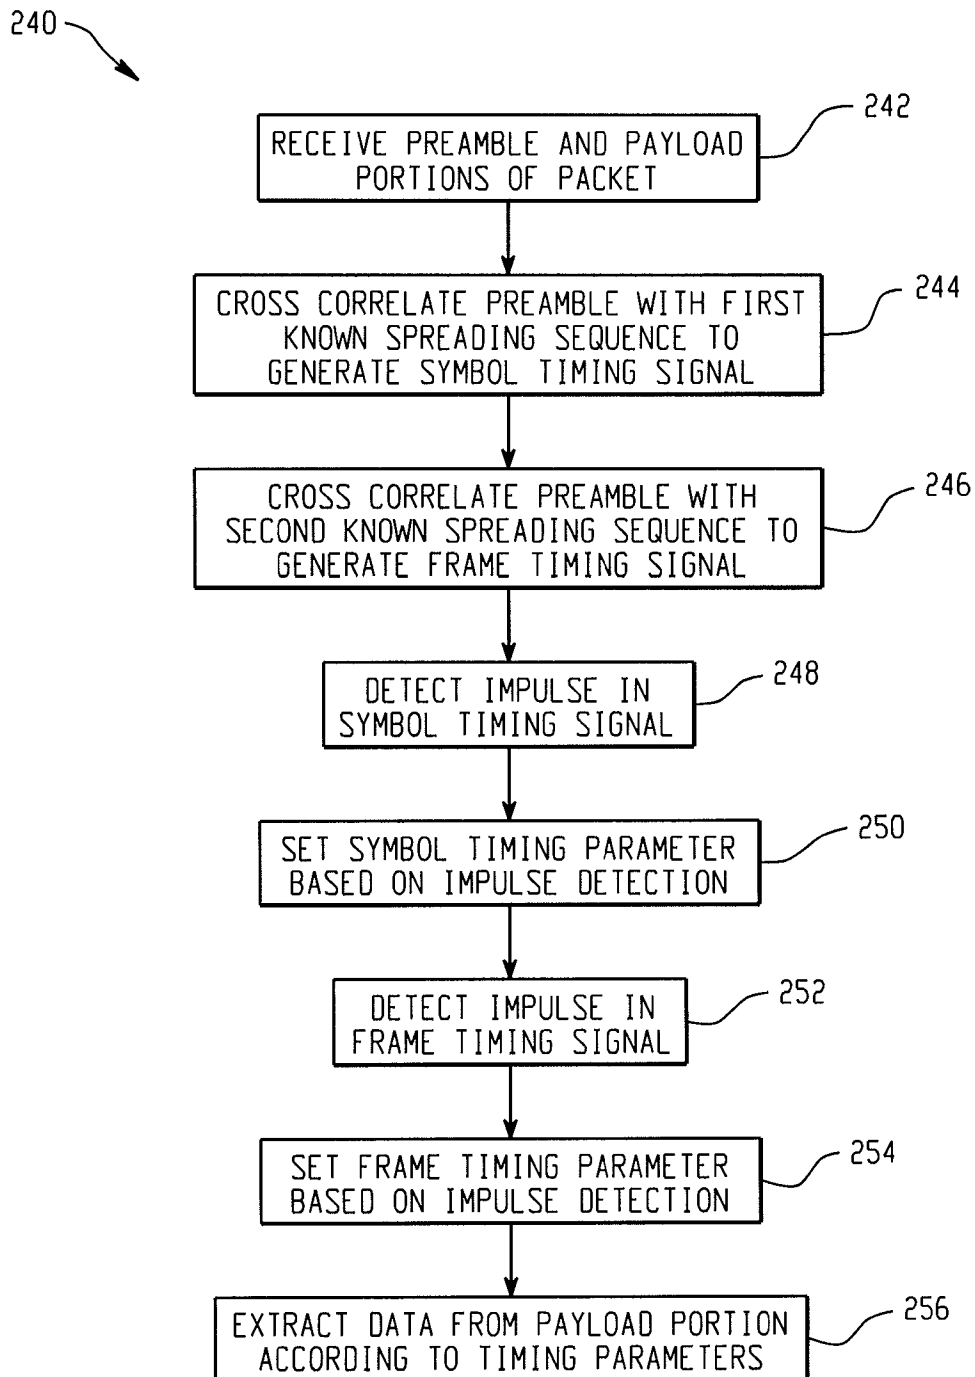 240
242
RECEIVE PREAMBLE AND PAYLOAD
PORTIONS OF PACKET
244
CROSS CORRELATE PREAMBLE WITH FIRST
KNOWN SPREADING SEQUENCE TO
GENERATE SYMBOL TIMING SIGNAL
246
CROSS CORRELATE PREAMBLE WITH
SECOND KNOWN SPREADING SEQUENCE TO
GENERATE FRAME TIMING SIGNAL
248
DETECT IMPULSE IN
SYMBOL TIMING SIGNAL
250
SET SYMBOL TIMING PARAMETER
BASED ON IMPULSE DETECTION
252
DETECT IMPULSE IN
FRAME TIMING SIGNAL
254
SET FRAME TIMING PARAMETER
BASED ON IMPULSE DETECTION
256
EXTRACT DATA FROM PAYLOAD PORTION
ACCORDING TO TIMING PARAMETERS